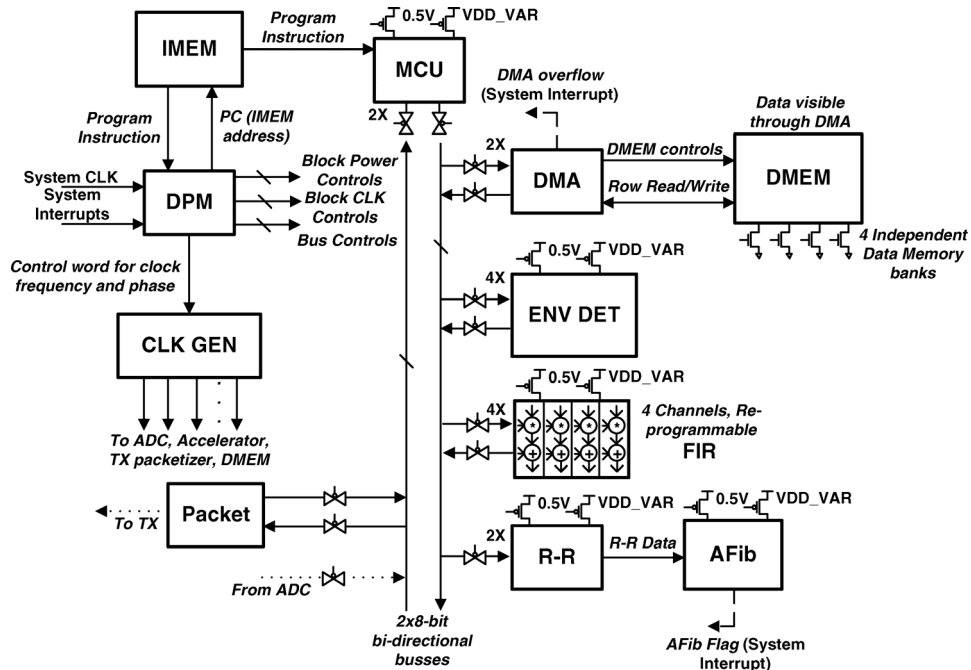 IMEM
Program
Instruction
0.5V
VDD_VAR
MCU
2X
Program
Instruction
PC (IMEM
address)
DMA overflow
(System Interrupt)
Data visible
through DMA
System CLK
System
Interrupts
DPM
Block Power
Controls
Block CLK
Controls
Bus Controls
2X
DMA
DMEM controls
Row Read/Write
DMEM
4 Independent
Data Memory
banks
Control word for clock
frequency and phase
0.5V
VDD_VAR
4X
ENV DET
CLK GEN
To ADC, Accelerator,
TX packetizer, DMEM
0.5V
VDD_VAR
4X
* * * *
+ + + +
4 Channels, Re-
programmable
FIR
To TX
Packet
From ADC
2x8-bit
bi-directional
busses
0.5V
VDD_VAR
2X
R-R
R-R Data
0.5V
VDD_VAR
AFib
AFib Flag (System
Interrupt)